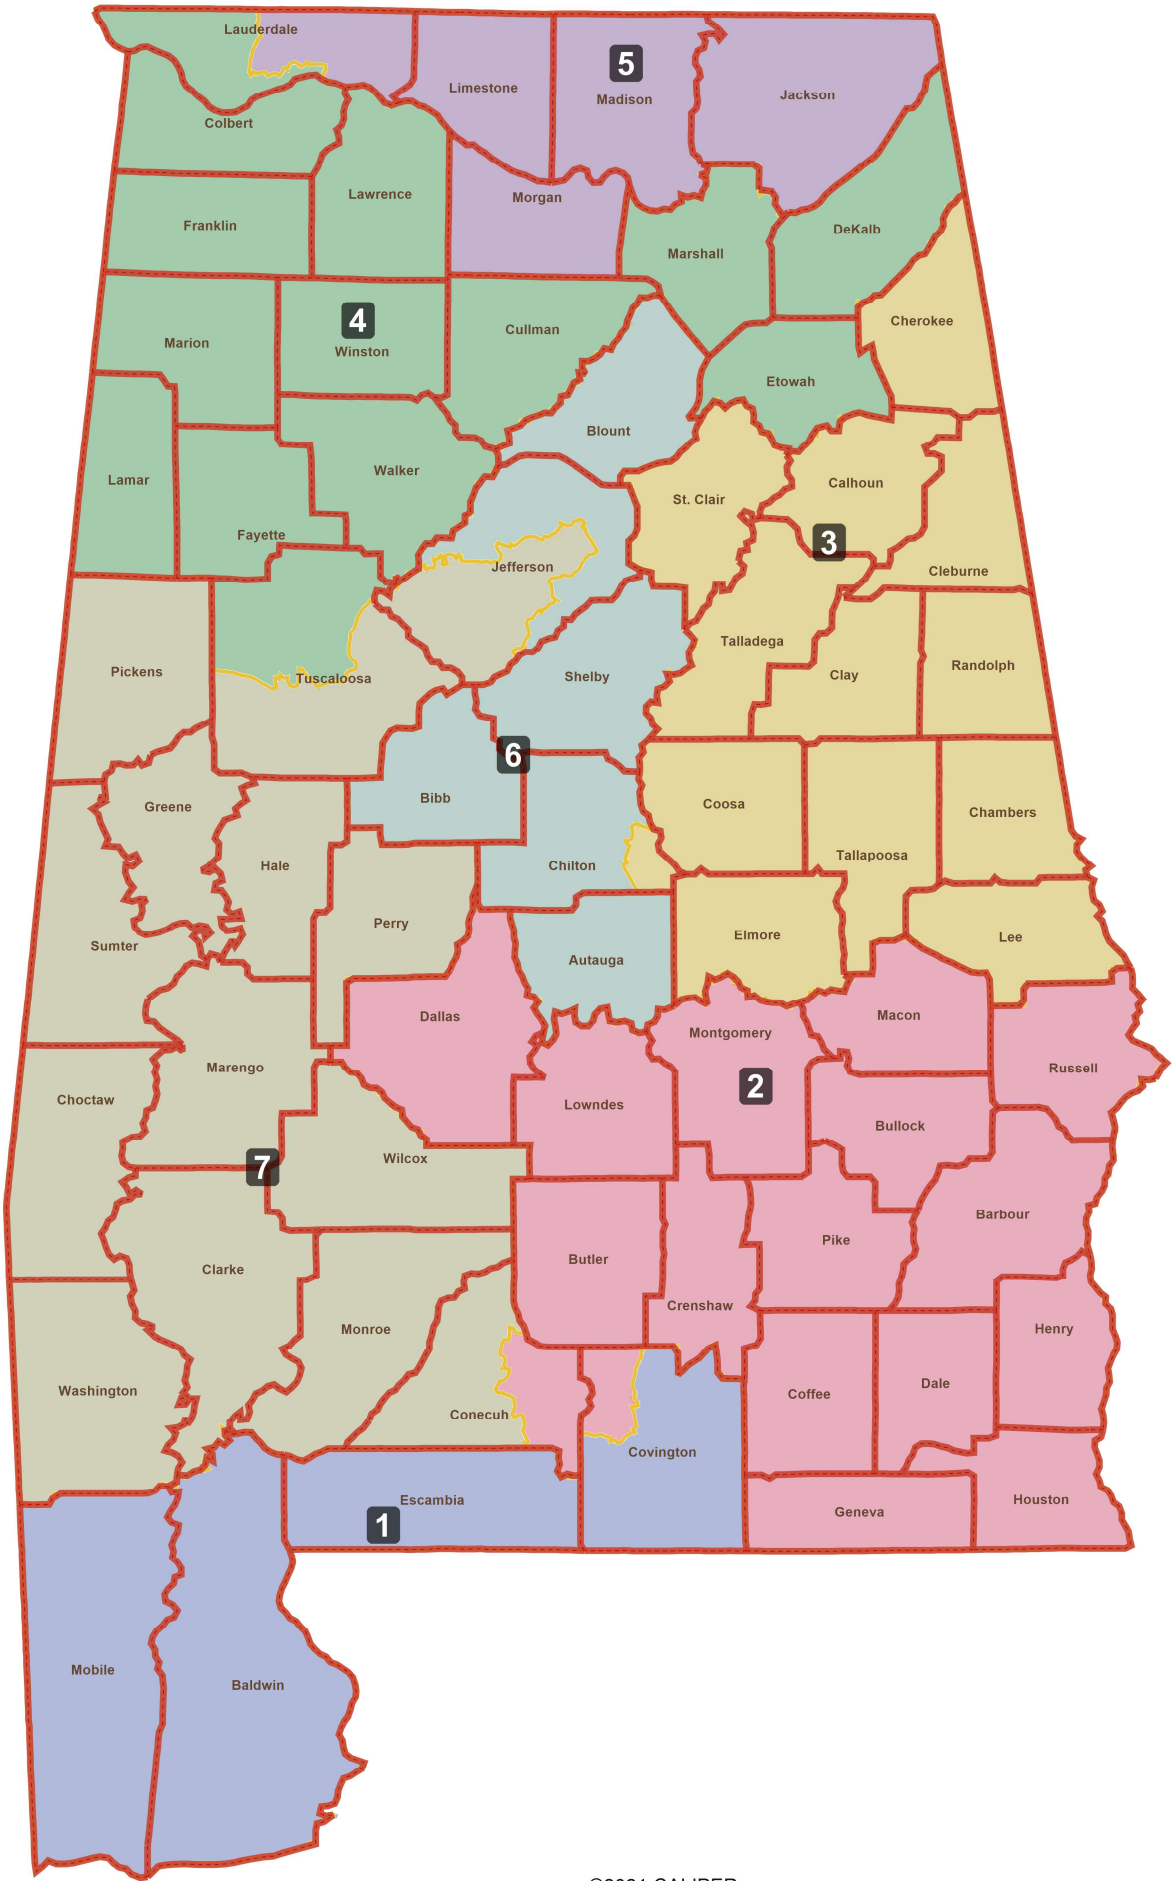 Lauderdale
5
Limestone
Madison
Jackson
Colbert
Lawrence
Morgan
Franklin
DeKalb
Marshall
4
Cherokee
Cullman
Marion
Winston
Etowah
Blount
Walker
Lamar
Calhoun
St. Clair
Fayette
3
Jefferson
Cleburne
Talladega
Randolph
Pickens
Clay
Shelby
Tuscaloosa
6
Bibb
Coosa
Greene
Chambers
Tallapoosa
Hale
Chilton
Perry
Elmore
Lee
Sumter
Autauga
Dallas
Macon
Montgomery
Marengo
Russell
2
Choctaw
Lowndes
Bullock
Wilcox
7
Barbour
Pike
Butler
Clarke
Crenshaw
Monroe
Henry
Dale
Washington
Coffee
Conecuh
Covington
Escambia
Houston
Geneva
1
Mobile
Baldwin
©2021 CALIPER